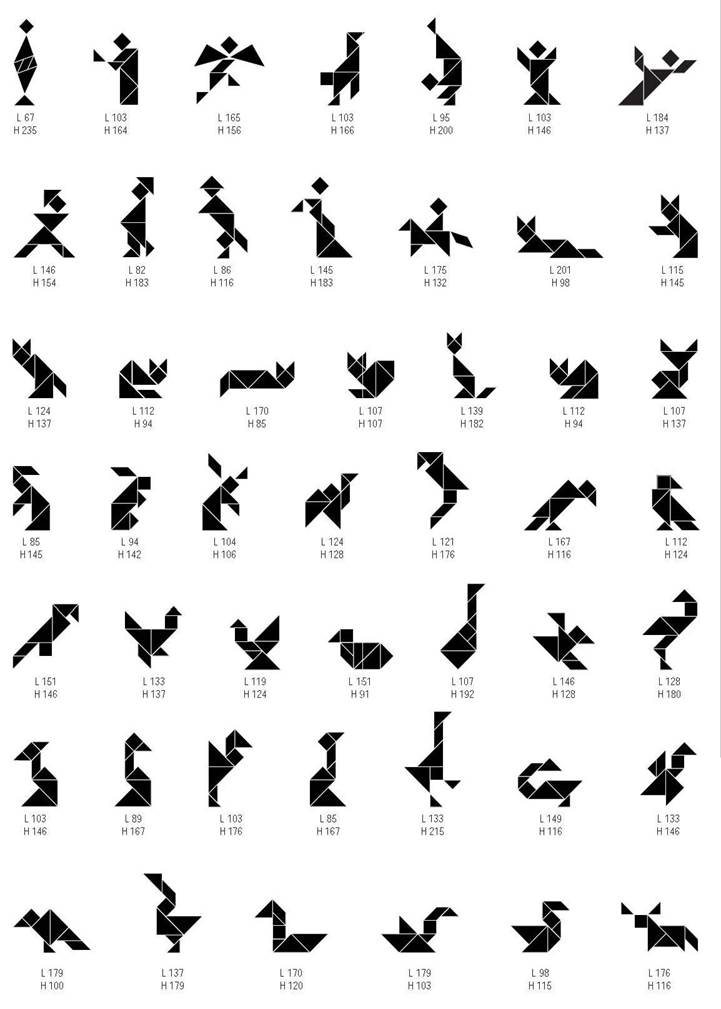 L 67
H 235
L 103
H 164
L 165
H 156
L 103
H 166
L 95
H 200
L 103
H 146
L 184
H 137
L 146
H 154
L 82
H 183
L 86
H 116
L 145
H 183
L 175
H 132
L 201
H 98
L 115
H 145
L 124
H 137
L 112
H 94
L 170
H 85
L 107
H 107
L 139
H 182
L 112
H 94
L 107
H 137
L 85
H 145
L 94
H 142
L 104
H 106
L 124
H 128
L 121
H 176
L 167
H 116
L 112
H 124
L 151
H 146
L 133
H 137
L 119
H 124
L 151
H 91
L 107
H 192
L 146
H 128
L 128
H 180
L 103
H 146
L 89
H 167
L 103
H 176
L 85
H 167
L 133
H 215
L 149
H 116
L 133
H 146
L 179
H 100
L 137
H 179
L 170
H 120
L 179
H 103
L 98
H 115
L 176
H 116